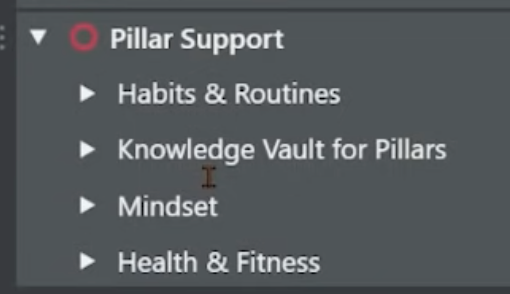 Pillar Support
Habits & Routines
Knowledge Vault for Pillars
Mindset
Health & Fitness